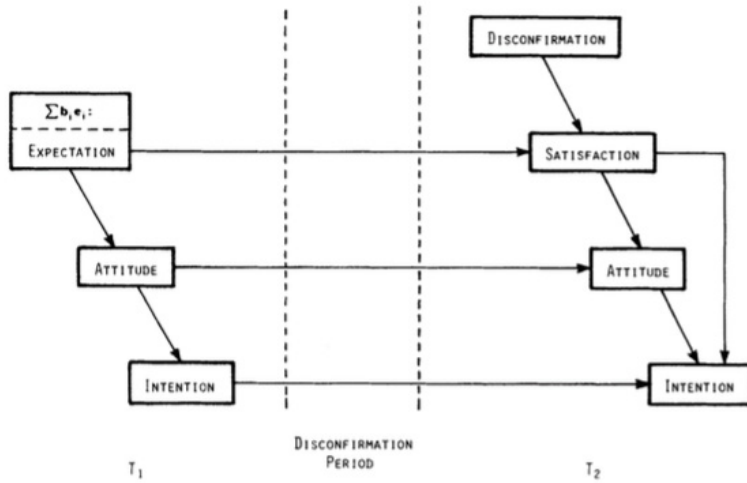 DISCONFIRMATION
∑bᵢeᵢ:
EXPECTATION
SATISFACTION
ATTITUDE
ATTITUDE
INTENTION
INTENTION
DISCONFIRMATION
PERIOD
T₁
T₂